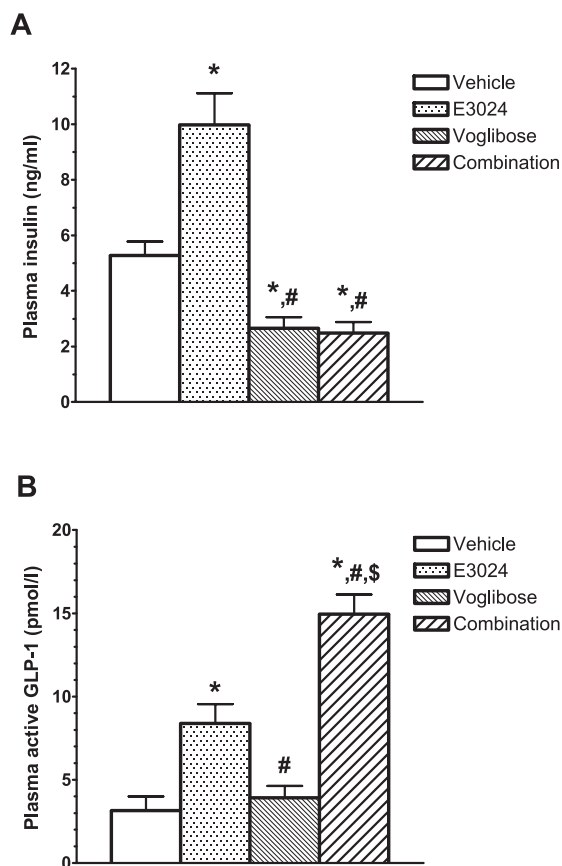 A
Plasma insulin (ng/ml)
12
10
8
6
4
2
0
*
*,#
*,#
Vehicle
E3024
Voglibose
Combination
B
Plasma active GLP-1 (pmol/l)
20
15
10
5
0
*
#
*,#,$
Vehicle
E3024
Voglibose
Combination